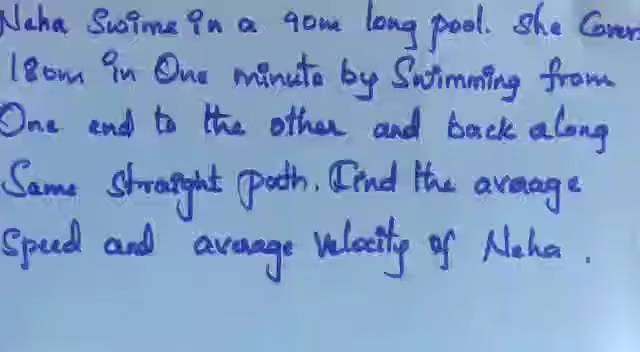 Neha Swims in a 90m long pool. She Covers
180m in One minute by Swimming from
One end to the other and back along
Same straight path. Find the average
Speed and average velocity of Neha.